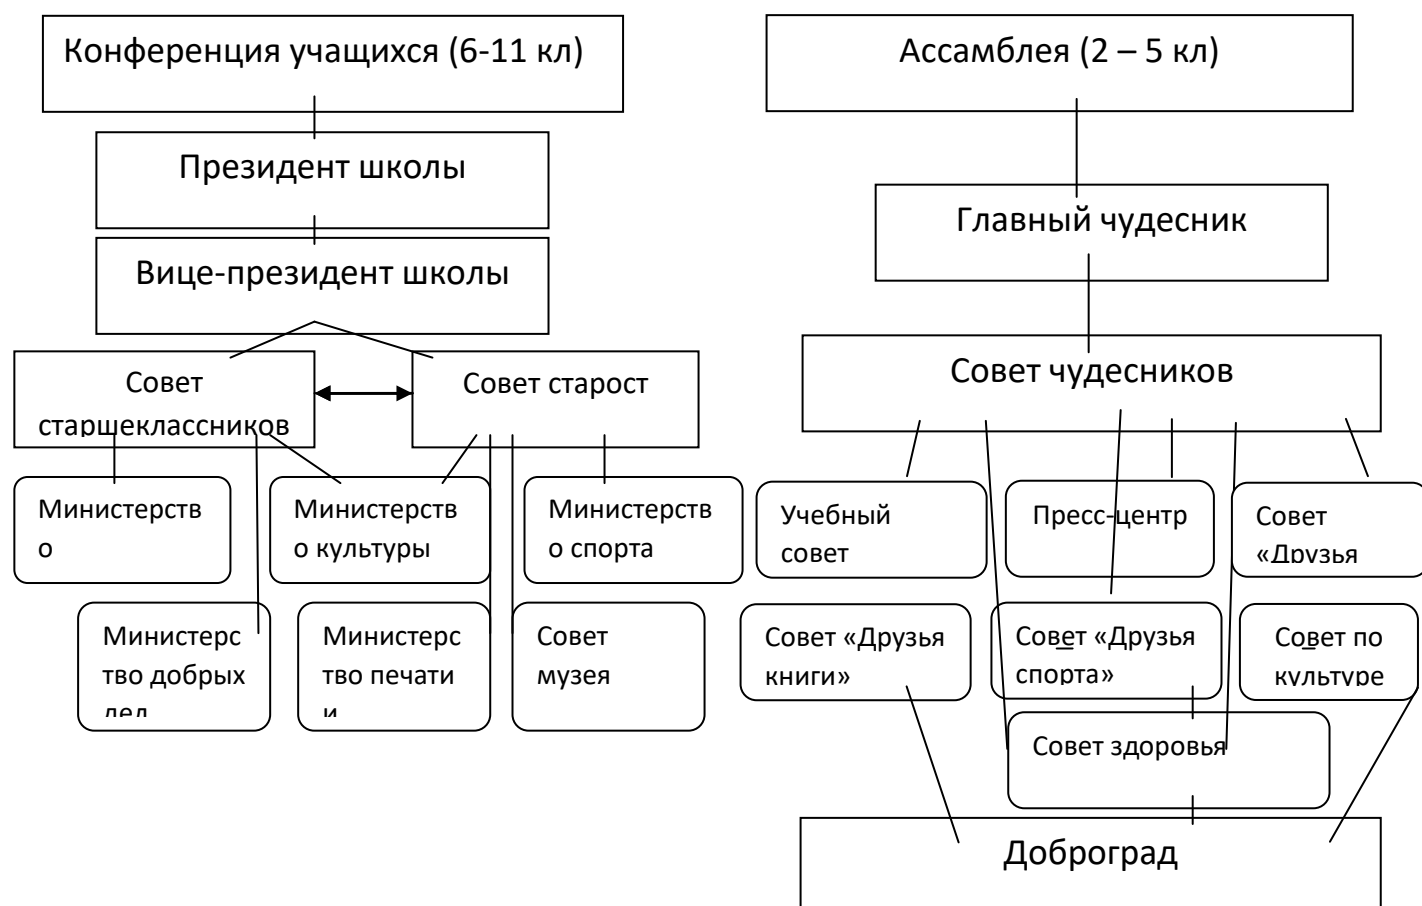 Конференция учащихся (6-11 кл)
Президент школы
Вице-президент школы
Совет
старшеклассников
Совет старост
Министерств
о
Министерств
о культуры
Министерств
о спорта
Министерс
тво добрых
дел
Министерс
тво печати
и
Совет
музея
Ассамблея (2 – 5 кл)
Главный чудесник
Совет чудесников
Учебный
совет
Пресс-центр
Совет
«Друзья
Совет «Друзья
книги»
Совет «Друзья
спорта»
Совет по
культуре
Совет здоровья
Доброград